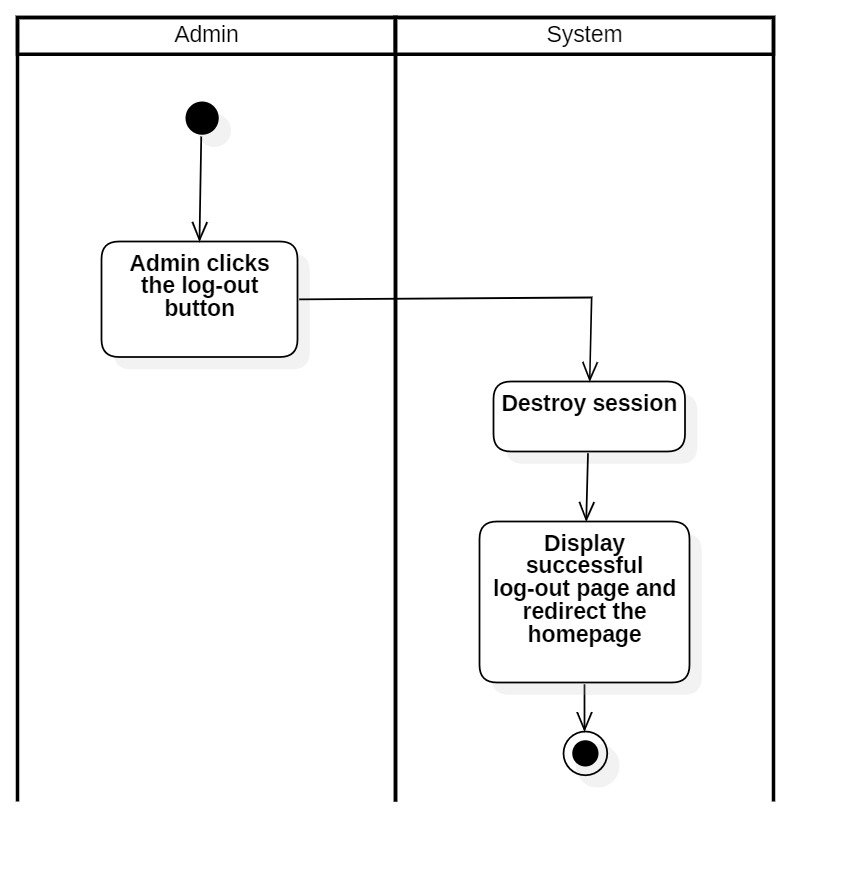 Admin
System
Admin clicks
the log-out
button
Destroy session
Display
successful
log-out page and
redirect the
homepage